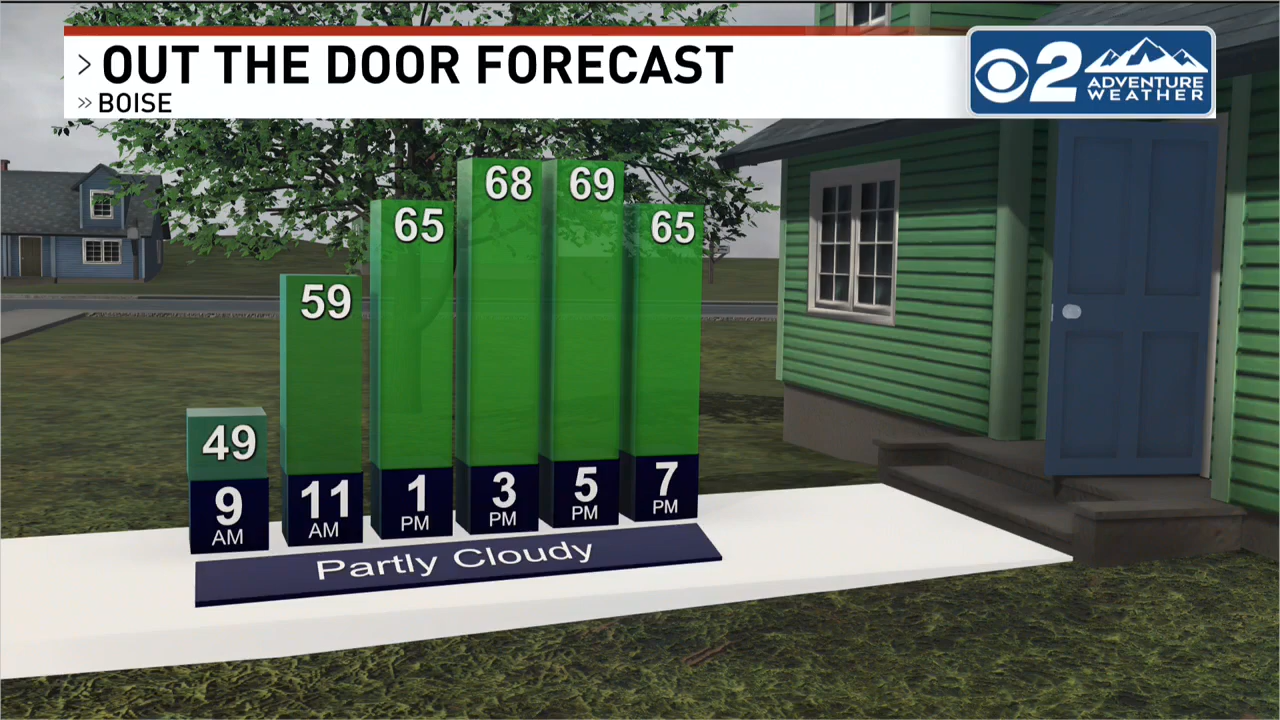 > OUT THE DOOR FORECAST
» BOISE
2 ADVENTURE WEATHER
49 59 65 68 69 65
9 AM 11 AM 1 PM 3 PM 5 PM 7 PM
Partly Cloudy